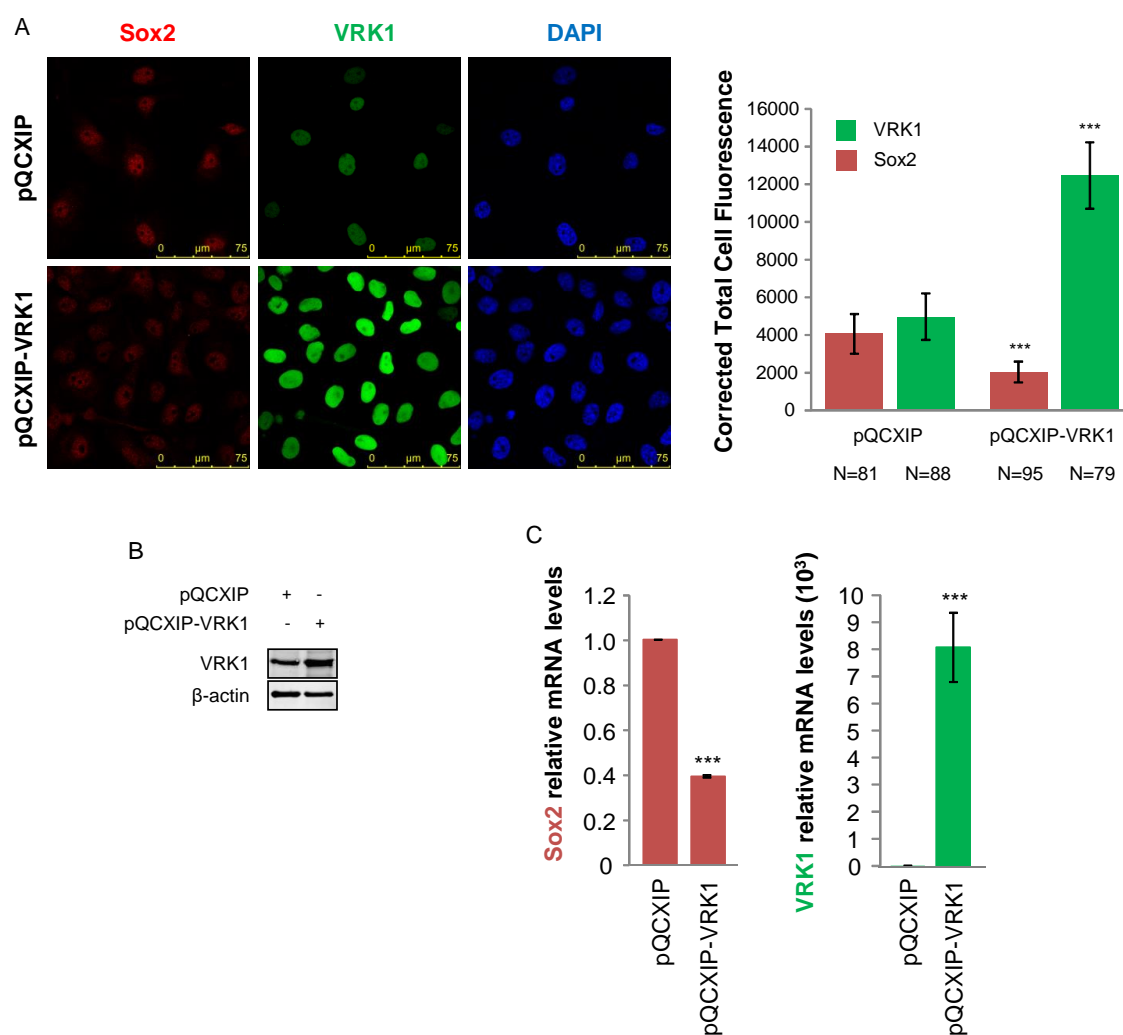 A
Sox2 VRK1 DAPI
pQCXIP
0 µm 75 0 µm 75 0 µm 75
pQCXIP-VRK1
0 µm 75 0 µm 75 0 µm 75
Corrected Total Cell Fluorescence
16000
14000
12000
10000
8000
6000
4000
2000
0
VRK1
Sox2
***
***
pQCXIP pQCXIP-VRK1
N=81 N=88 N=95 N=79
B
pQCXIP + -
pQCXIP-VRK1 - +
VRK1
β-actin
C
Sox2 relative mRNA levels
1.2
1.0
0.8
0.6
0.4
0.2
0
***
pQCXIP
pQCXIP-VRK1
VRK1 relative mRNA levels (10³)
10
9
8
7
6
5
4
3
2
1
0
***
pQCXIP
pQCXIP-VRK1